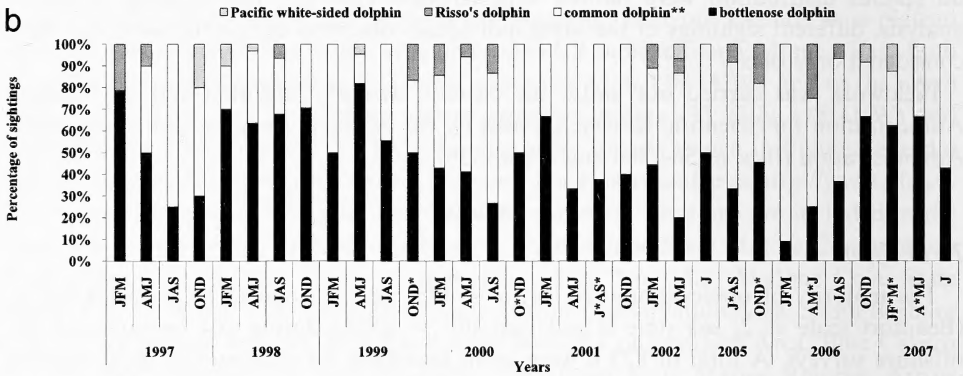 b
Pacific white-sided dolphin Risso's dolphin common dolphin** bottlenose dolphin
Percentage of sightings
100%
90%
80%
70%
60%
50%
40%
30%
20%
10%
0%
JFM AMJ JAS OND JFM AMJ JAS OND JFM AMJ JAS OND* JFM AMJ JAS O*ND JFM AMJ J*AS* OND JFM AMJ J J*AS OND* JFM AM*J JAS OND JF*M* A*MJ J
1997 1998 1999 2000 2001 2002 2005 2006 2007
Years